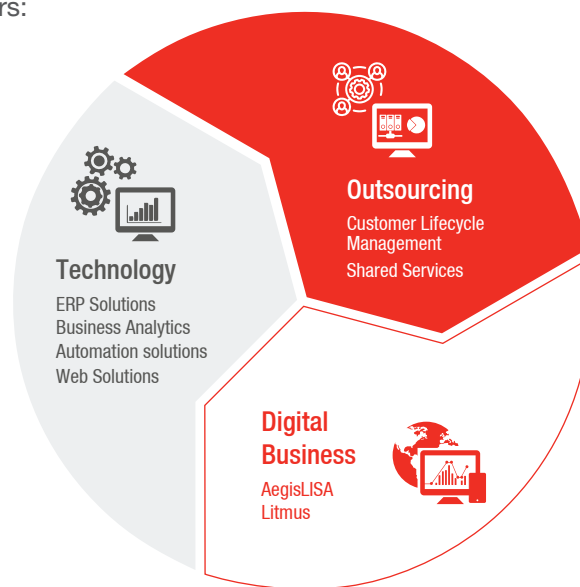 rs:
Outsourcing
Customer Lifecycle
Management
Shared Services
Technology
ERP Solutions
Business Analytics
Automation solutions
Web Solutions
Digital
Business
AegisLISA
Litmus